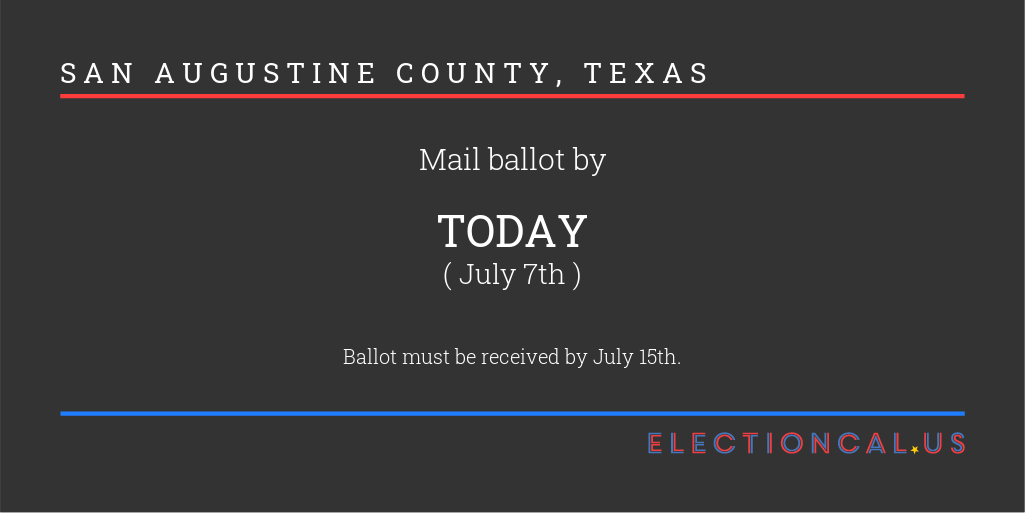 SAN AUGUSTINE COUNTY, TEXAS
Mail ballot by
TODAY
( July 7th )
Ballot must be received by July 15th.
ELECTIONCAL.US